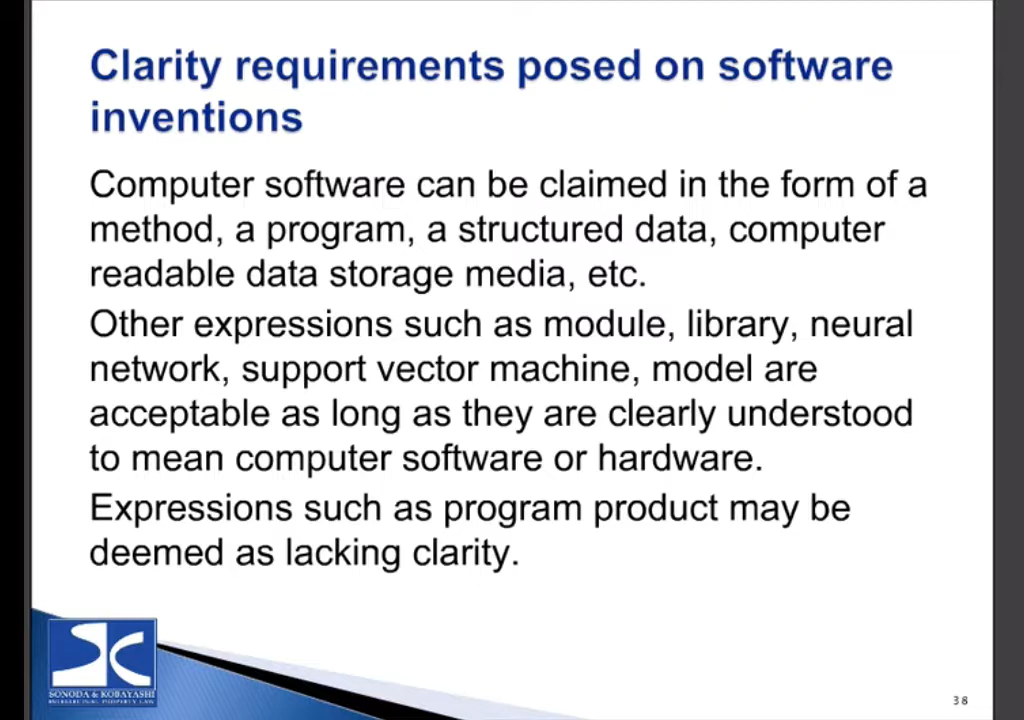 Clarity requirements posed on software
inventions
Computer software can be claimed in the form of a
method, a program, a structured data, computer
readable data storage media, etc.
Other expressions such as module, library, neural
network, support vector machine, model are
acceptable as long as they are clearly understood
to mean computer software or hardware.
Expressions such as program product may be
deemed as lacking clarity.
SONODA & KOBAYASHI
INTELLECTUAL PROPERTY LAW
38